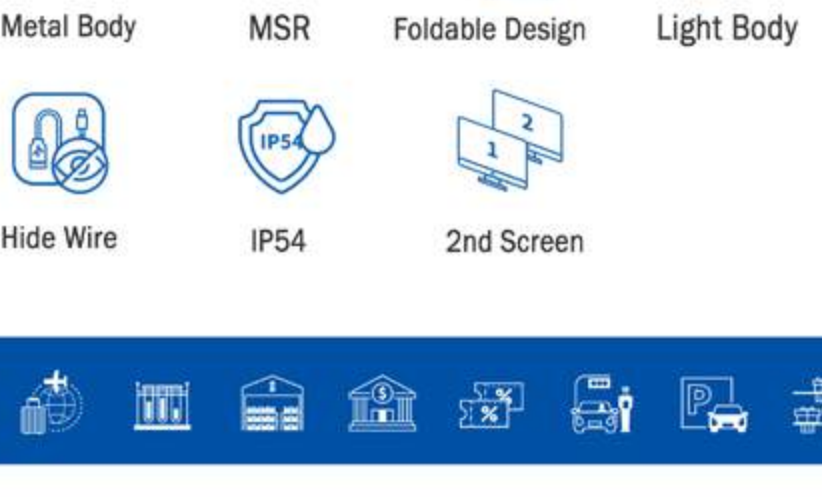 Metal Body
MSR
Foldable Design
Light Body
IP54
1
2
Hide Wire
IP54
2nd Screen
$
%
%
P